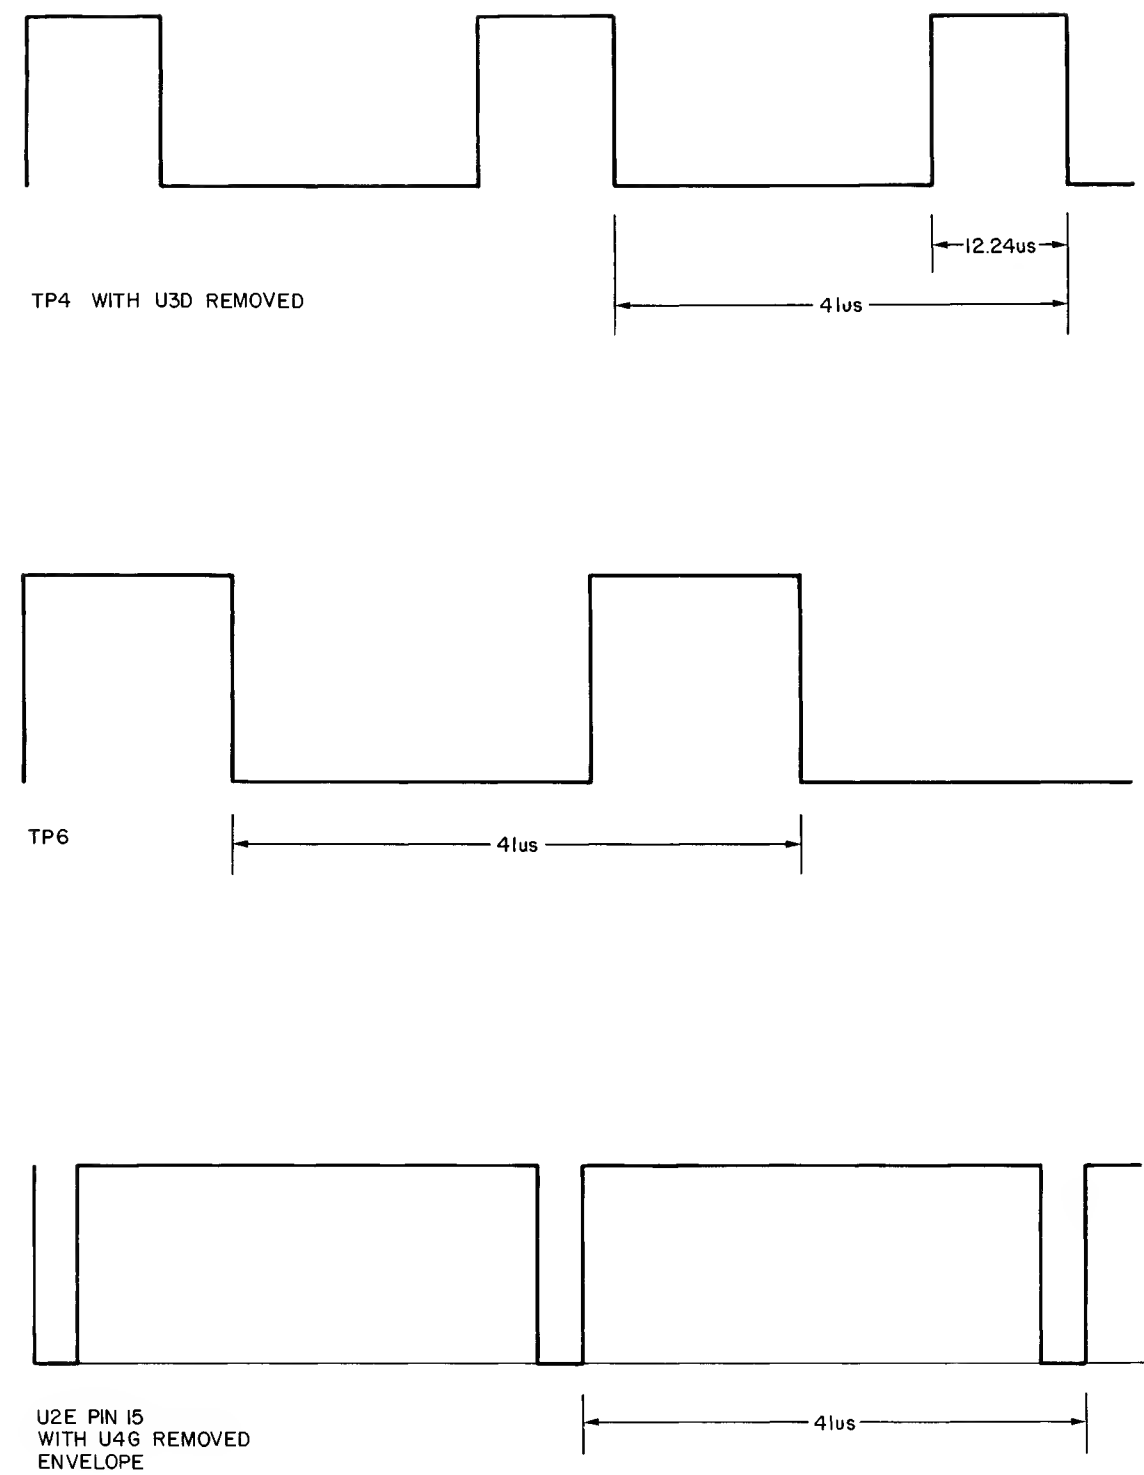 12.24us
TP4 WITH U3D REMOVED
41us
TP6
41us
U2E PIN 15
WITH U4G REMOVED
ENVELOPE
41us